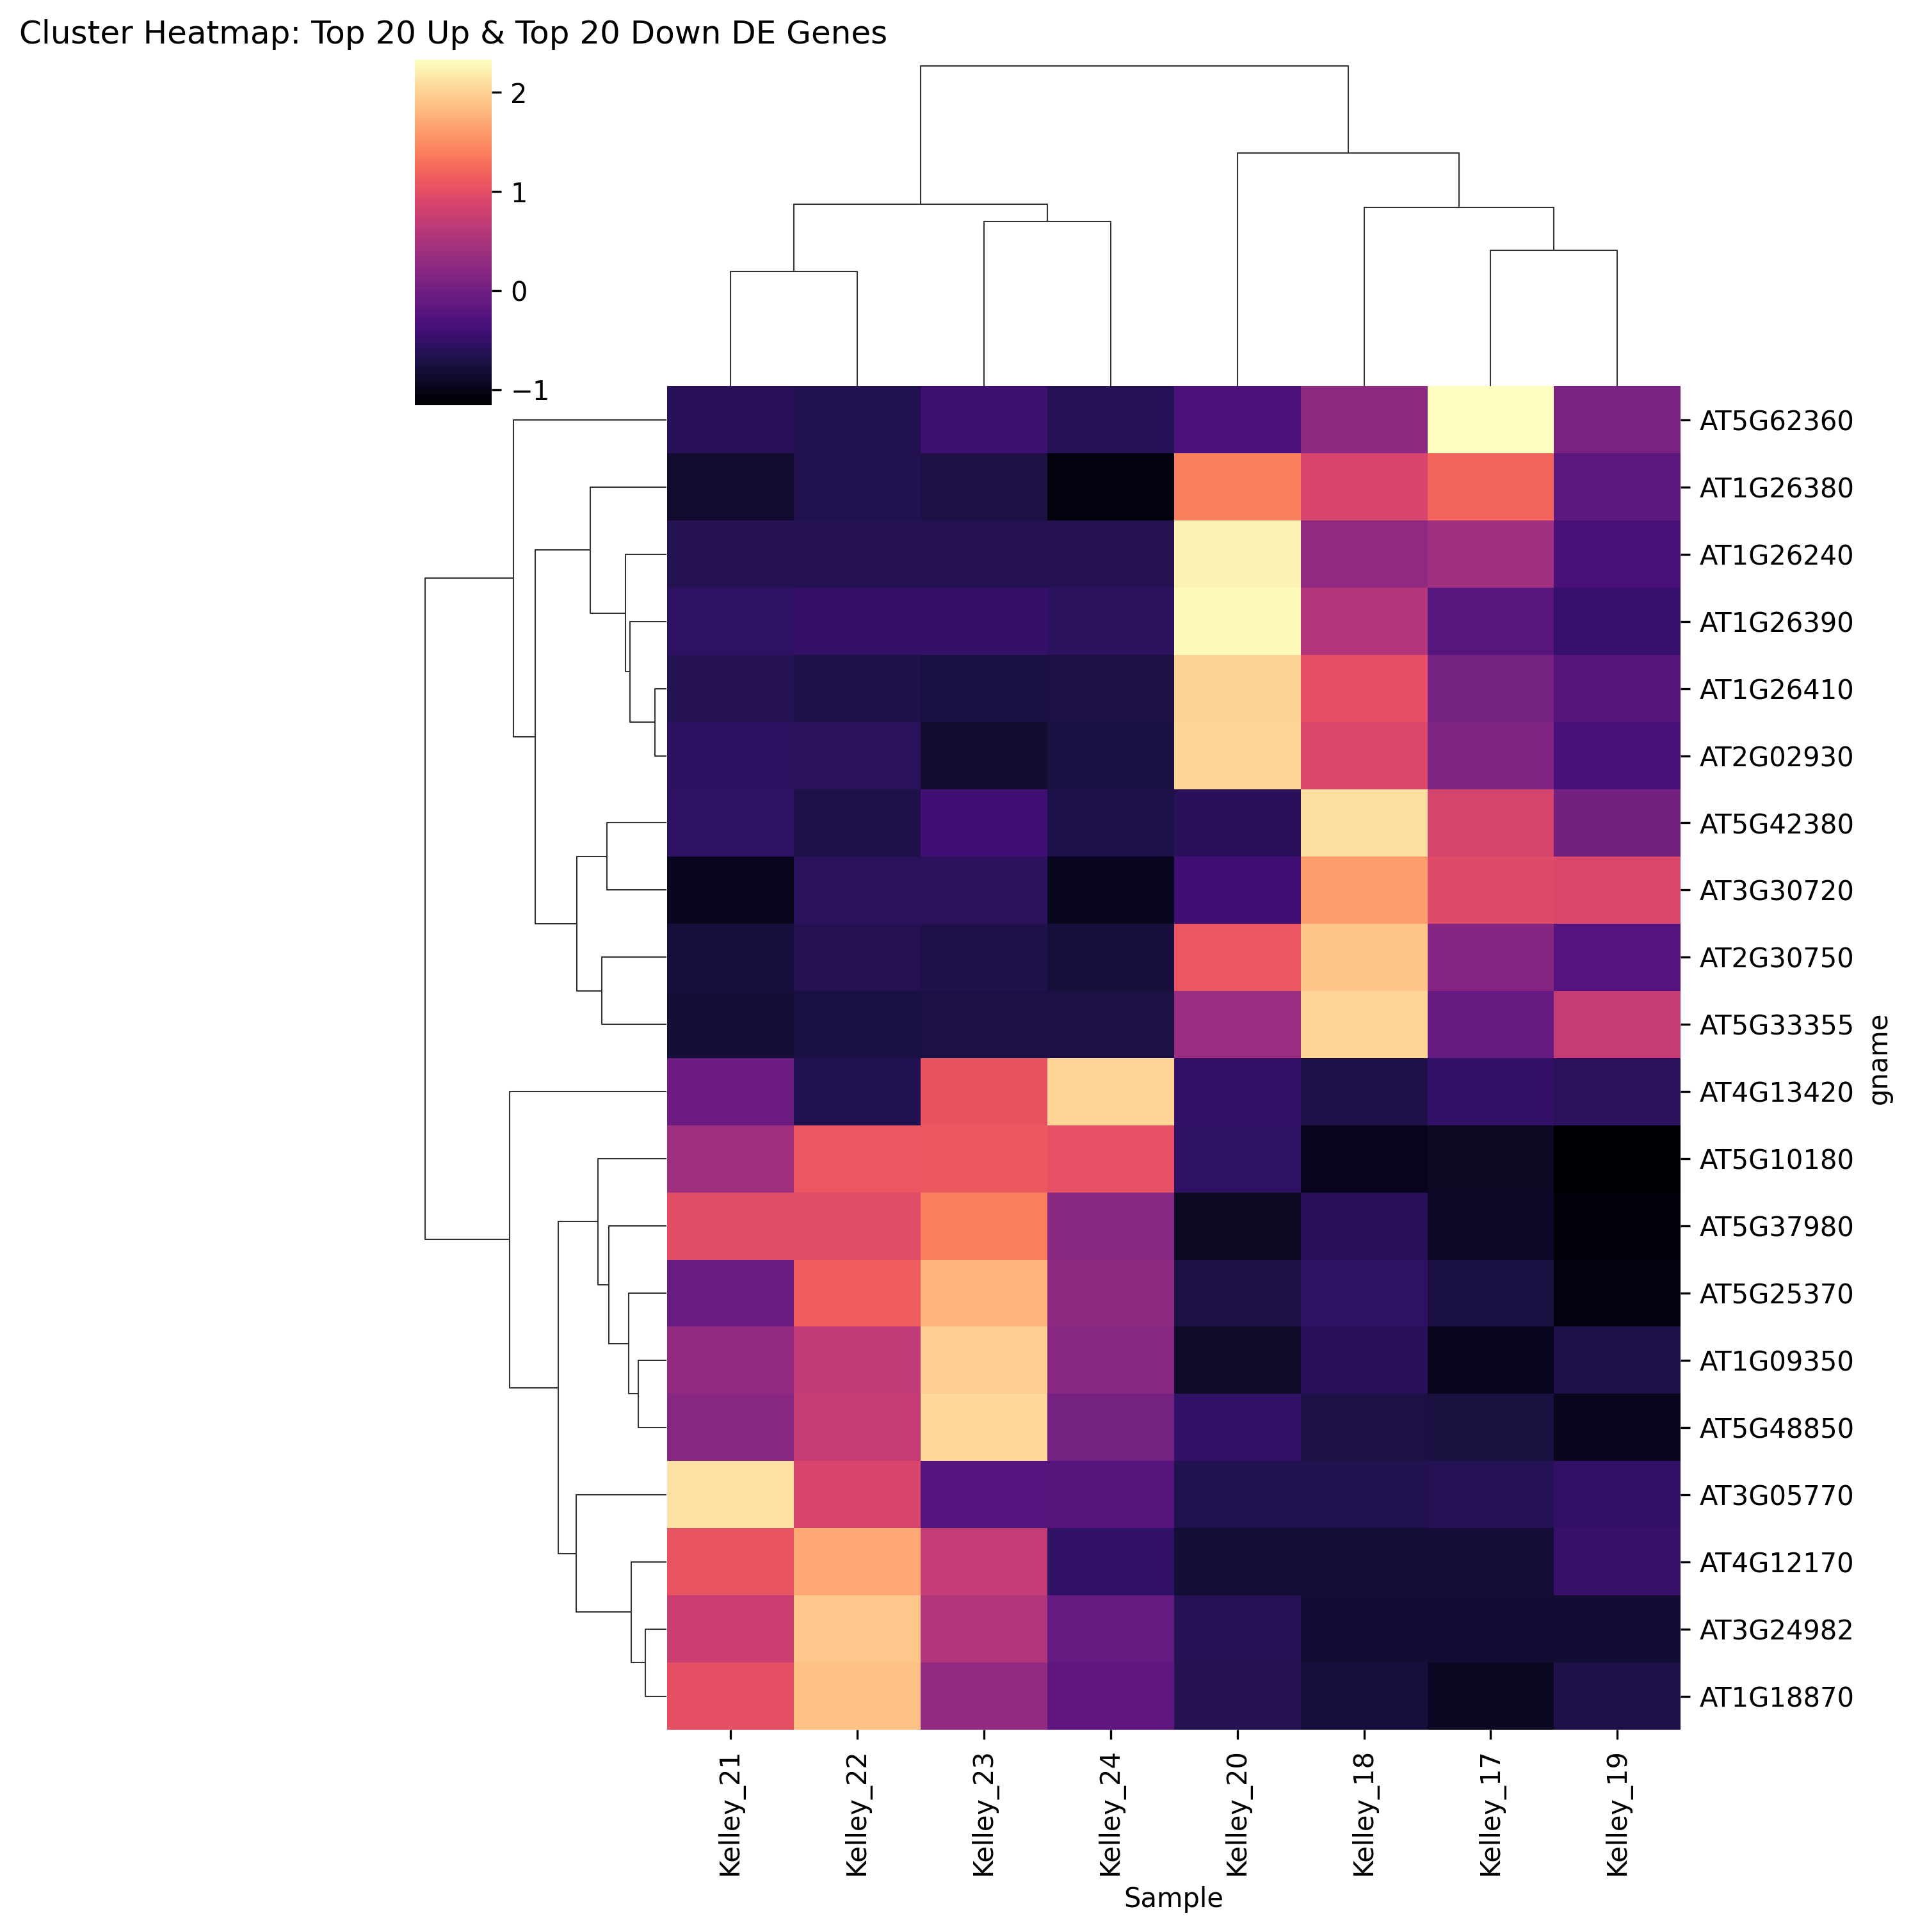 Cluster Heatmap: Top 20 Up & Top 20 Down DE Genes
2
1
0
−1
AT5G62360
AT1G26380
AT1G26240
AT1G26390
AT1G26410
AT2G02930
AT5G42380
AT3G30720
AT2G30750
AT5G33355
AT4G13420
AT5G10180
AT5G37980
AT5G25370
AT1G09350
AT5G48850
AT3G05770
AT4G12170
AT3G24982
AT1G18870
gname
Kelley_21
Kelley_22
Kelley_23
Kelley_24
Kelley_20
Kelley_18
Kelley_17
Kelley_19
Sample